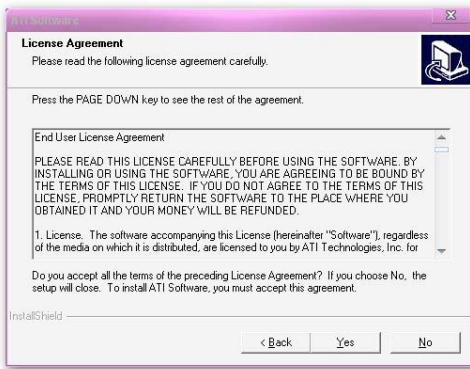 ATI Software
License Agreement
Please read the following license agreement carefully.
Press the PAGE DOWN key to see the rest of the agreement.
End User License Agreement
PLEASE READ THIS LICENSE CAREFULLY BEFORE USING THE SOFTWARE. BY
INSTALLING OR USING THE SOFTWARE, YOU ARE AGREEING TO BE BOUND BY
THE TERMS OF THIS LICENSE. IF YOU DO NOT AGREE TO THE TERMS OF THIS
LICENSE, PROMPTLY RETURN THE SOFTWARE TO THE PLACE WHERE YOU
OBTAINED IT AND YOUR MONEY WILL BE REFUNDED.
1. License. The software accompanying this License (hereinafter "Software"), regardless
of the media on which it is distributed, are licensed to you by ATI Technologies, Inc. for
Do you accept all the terms of the preceding License Agreement? If you choose No, the
setup will close. To install ATI Software, you must accept this agreement.
InstallShield
< Back Yes No